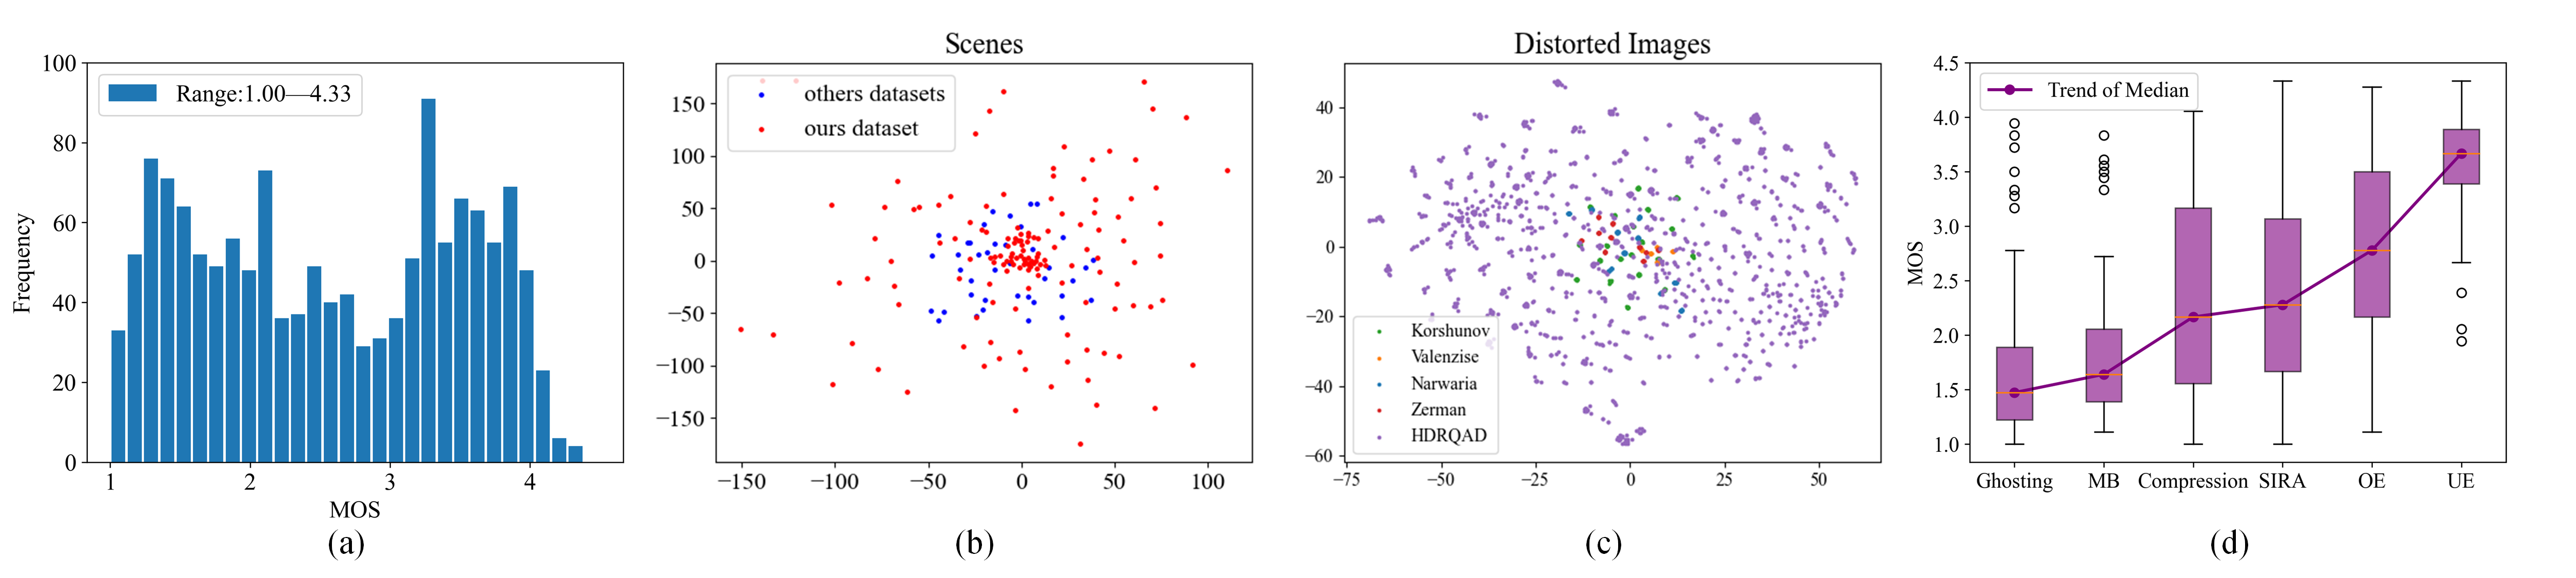 100
80
60
40
20
0
Frequency
Range:1.00—4.33
1
2
3
4
MOS
(a)
Scenes
others datasets
ours dataset
150
100
50
0
−50
−100
−150
−150
−100
−50
0
50
100
(b)
Distorted Images
40
20
0
−20
−40
−60
Korshunov
Valenzise
Narwaria
Zerman
HDRQAD
−75
−50
−25
0
25
50
(c)
Trend of Median
MOS
4.5
4.0
3.5
3.0
2.5
2.0
1.5
1.0
Ghosting
MB
Compression
SIRA
OE
UE
(d)